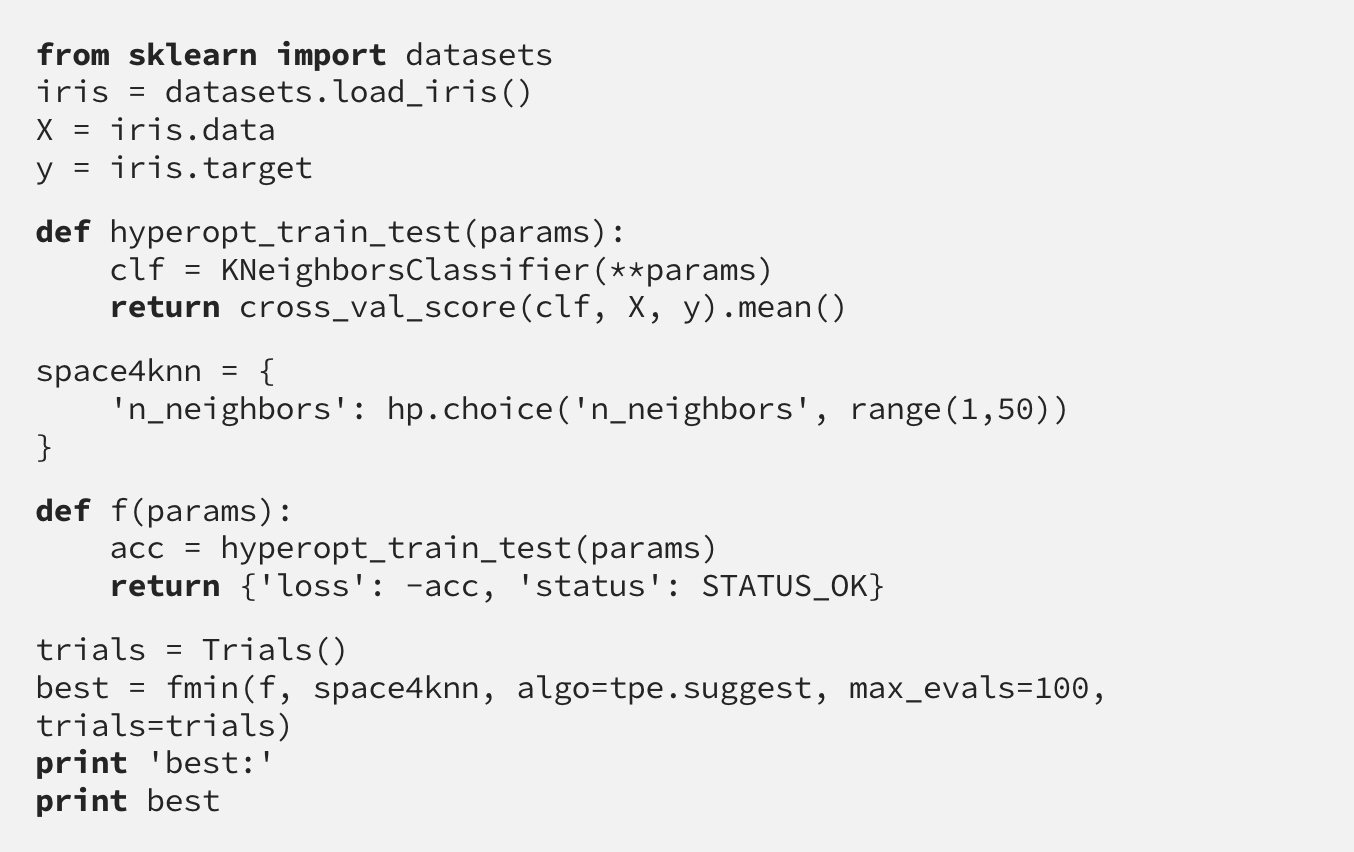 from sklearn import datasets
iris = datasets.load_iris()
X = iris.data
y = iris.target
def hyperopt_train_test(params):
    clf = KNeighborsClassifier(**params)
    return cross_val_score(clf, X, y).mean()
space4knn = {
    'n_neighbors': hp.choice('n_neighbors', range(1,50))
}
def f(params):
    acc = hyperopt_train_test(params)
    return {'loss': -acc, 'status': STATUS_OK}
trials = Trials()
best = fmin(f, space4knn, algo=tpe.suggest, max_evals=100,
trials=trials)
print 'best:'
print best